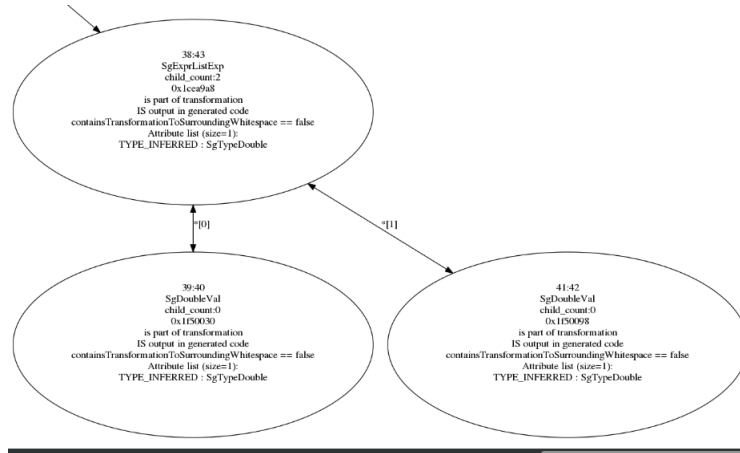 38:43
SgExprListExp
child_count:2
0x1cea9a8
is part of transformation
IS output in generated code
containsTransformationToSurroundingWhitespace == false
Attribute list (size=1):
TYPE_INFERRED : SgTypeDouble
*[0]
*[1]
39:40
SgDoubleVal
child_count:0
0x1f50030
is part of transformation
IS output in generated code
containsTransformationToSurroundingWhitespace == false
Attribute list (size=1):
TYPE_INFERRED : SgTypeDouble
41:42
SgDoubleVal
child_count:0
0x1f50098
is part of transformation
IS output in generated code
containsTransformationToSurroundingWhitespace == false
Attribute list (size=1):
TYPE_INFERRED : SgTypeDouble